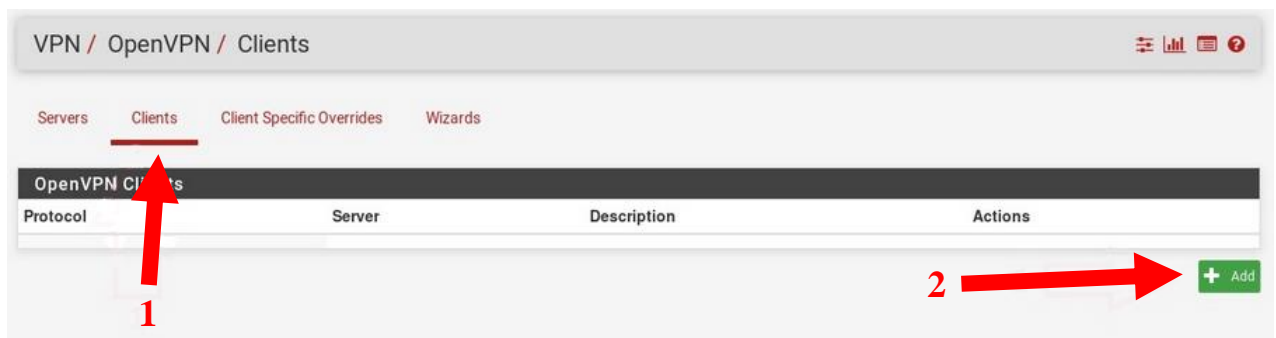 VPN / OpenVPN / Clients
Servers Clients Client Specific Overrides Wizards
OpenVPN Clients
Protocol Server Description Actions
2 Add
1